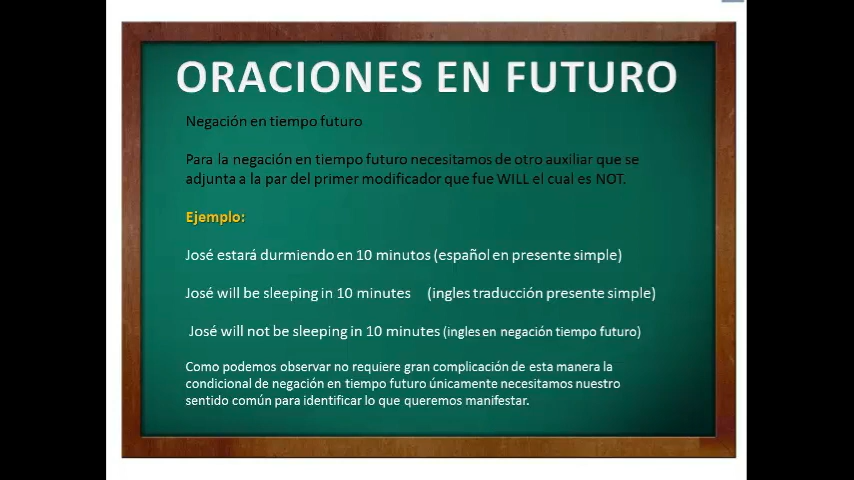 ORACIONES EN FUTURO
Negación en tiempo futuro
Para la negación en tiempo futuro necesitamos de otro auxiliar que se
adjunta a la par del primer modificador que fue WILL el cual es NOT.
Ejemplo:
José estará durmiendo en 10 minutos (español en presente simple)
José will be sleeping in 10 minutes (ingles traducción presente simple)
José will not be sleeping in 10 minutes (ingles en negación tiempo futuro)
Como podemos observar no requiere gran complicación de esta manera la
condicional de negación en tiempo futuro únicamente necesitamos nuestro
sentido común para identificar lo que queremos manifestar.